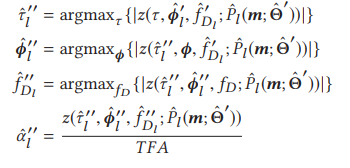 τ̂_l′′ = argmax_τ {|z(τ, ϕ̂_l′, f̂_{D_l}′; P̂_l(m; Θ̂′))|}
ϕ̂_l′′ = argmax_ϕ {|z(τ̂_l′′, ϕ, f̂_{D_l}′; P̂_l(m; Θ̂′))|}
f̂_{D_l}′′ = argmax_{f_D} {|z(τ̂_l′′, ϕ̂_l′′, f_D; P̂_l(m; Θ̂′))|}
α̂_l′′ = z(τ̂_l′′, ϕ̂_l′′, f̂_{D_l}′′; P̂_l(m; Θ̂′)) / TFA